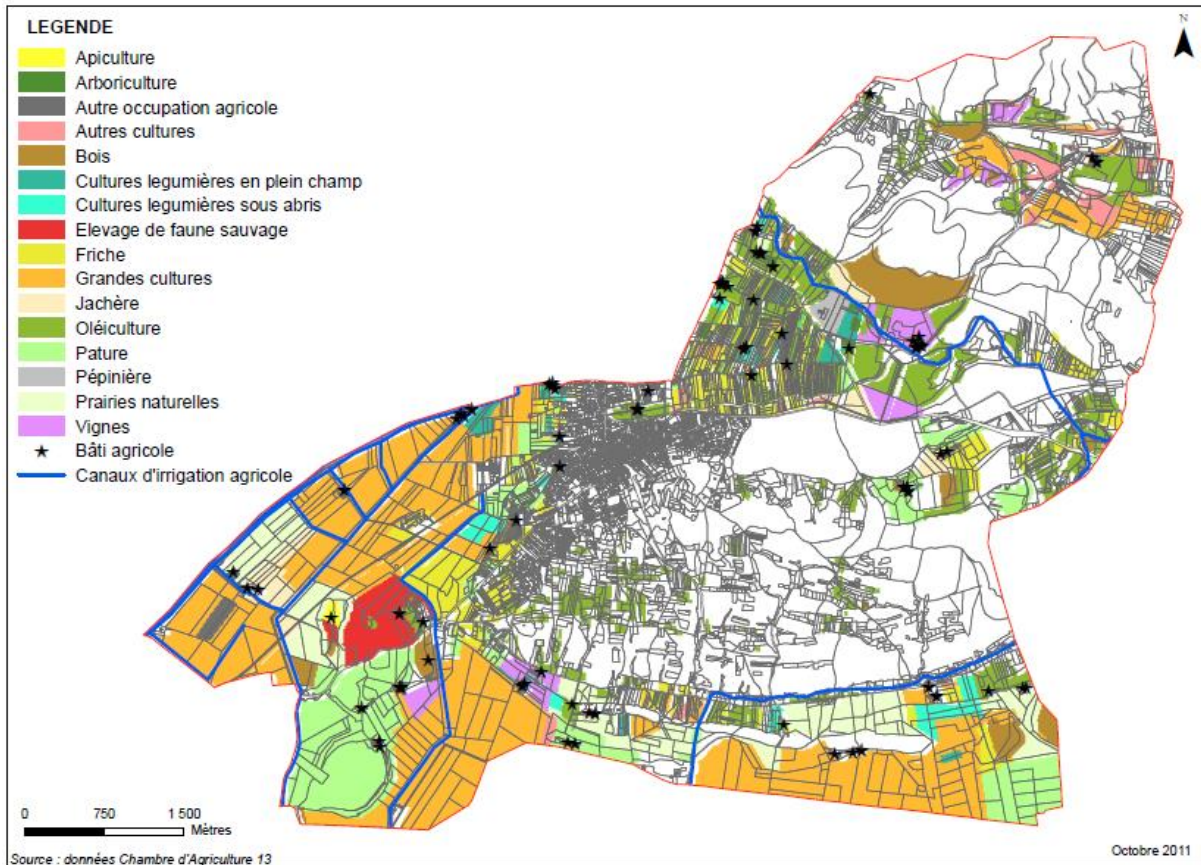 LEGENDE
Apiculture
Arboriculture
Autre occupation agricole
Autres cultures
Bois
Cultures legumières en plein champ
Cultures legumières sous abris
Elevage de faune sauvage
Friche
Grandes cultures
Jachère
Oléiculture
Pature
Pépinière
Prairies naturelles
Vignes
Bâti agricole
Canaux d'irrigation agricole
N
0 750 1 500
Mètres
Source : données Chambre d'Agriculture 13
Octobre 2011